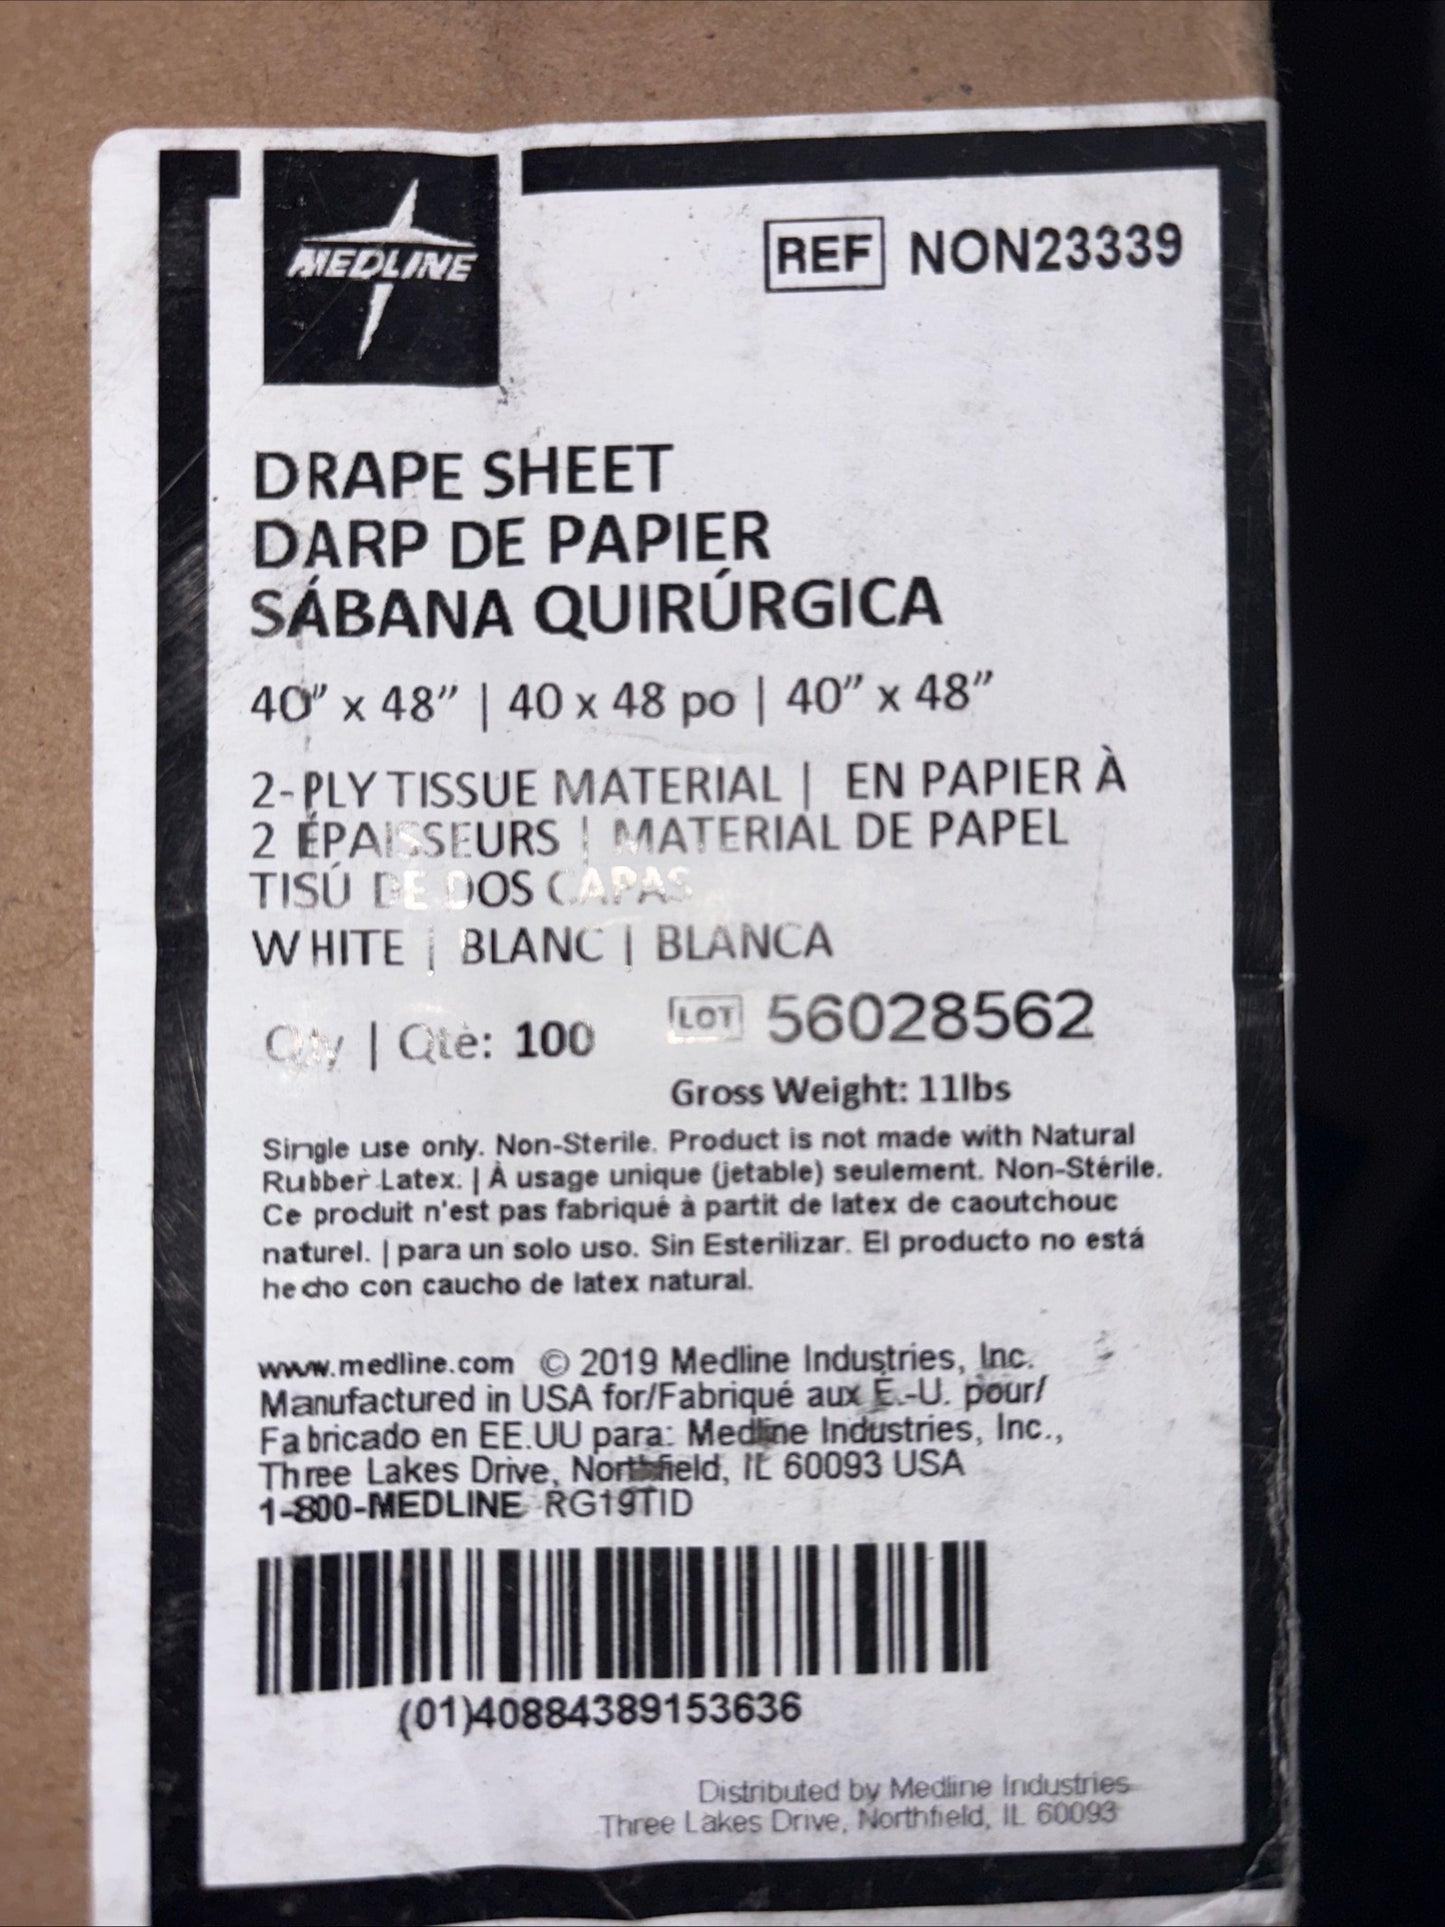 MEDLINE
REF NON23339
DRAPE SHEET
DARP DE PAPIER
SÁBANA QUIRÚRGICA
40" x 48" | 40 x 48 po | 40" x 48"
2-PLY TISSUE MATERIAL | EN PAPIER À
2 ÉPAISSEURS | MATERIAL DE PAPEL
TISÚ DE DOS CAPAS
WHITE | BLANC | BLANCA
Qty | Qté: 100
LOT 56028562
Gross Weight: 11lbs
Single use only. Non-Sterile. Product is not made with Natural
Rubber Latex. | À usage unique (jetable) seulement. Non-Stérile.
Ce produit n'est pas fabriqué à partit de latex de caoutchouc
naturel. | para un solo uso. Sin Esterilizar. El producto no está
hecho con caucho de latex natural.
www.medline.com © 2019 Medline Industries, Inc.
Manufactured in USA for/Fabriqué aux É.-U. pour/
Fabricado en EE.UU para: Medline Industries, Inc.,
Three Lakes Drive, Northfield, IL 60093 USA
1-800-MEDLINE RG19TID
(01)40884389153636
Distributed by Medline Industries
Three Lakes Drive, Northfield, IL 60093